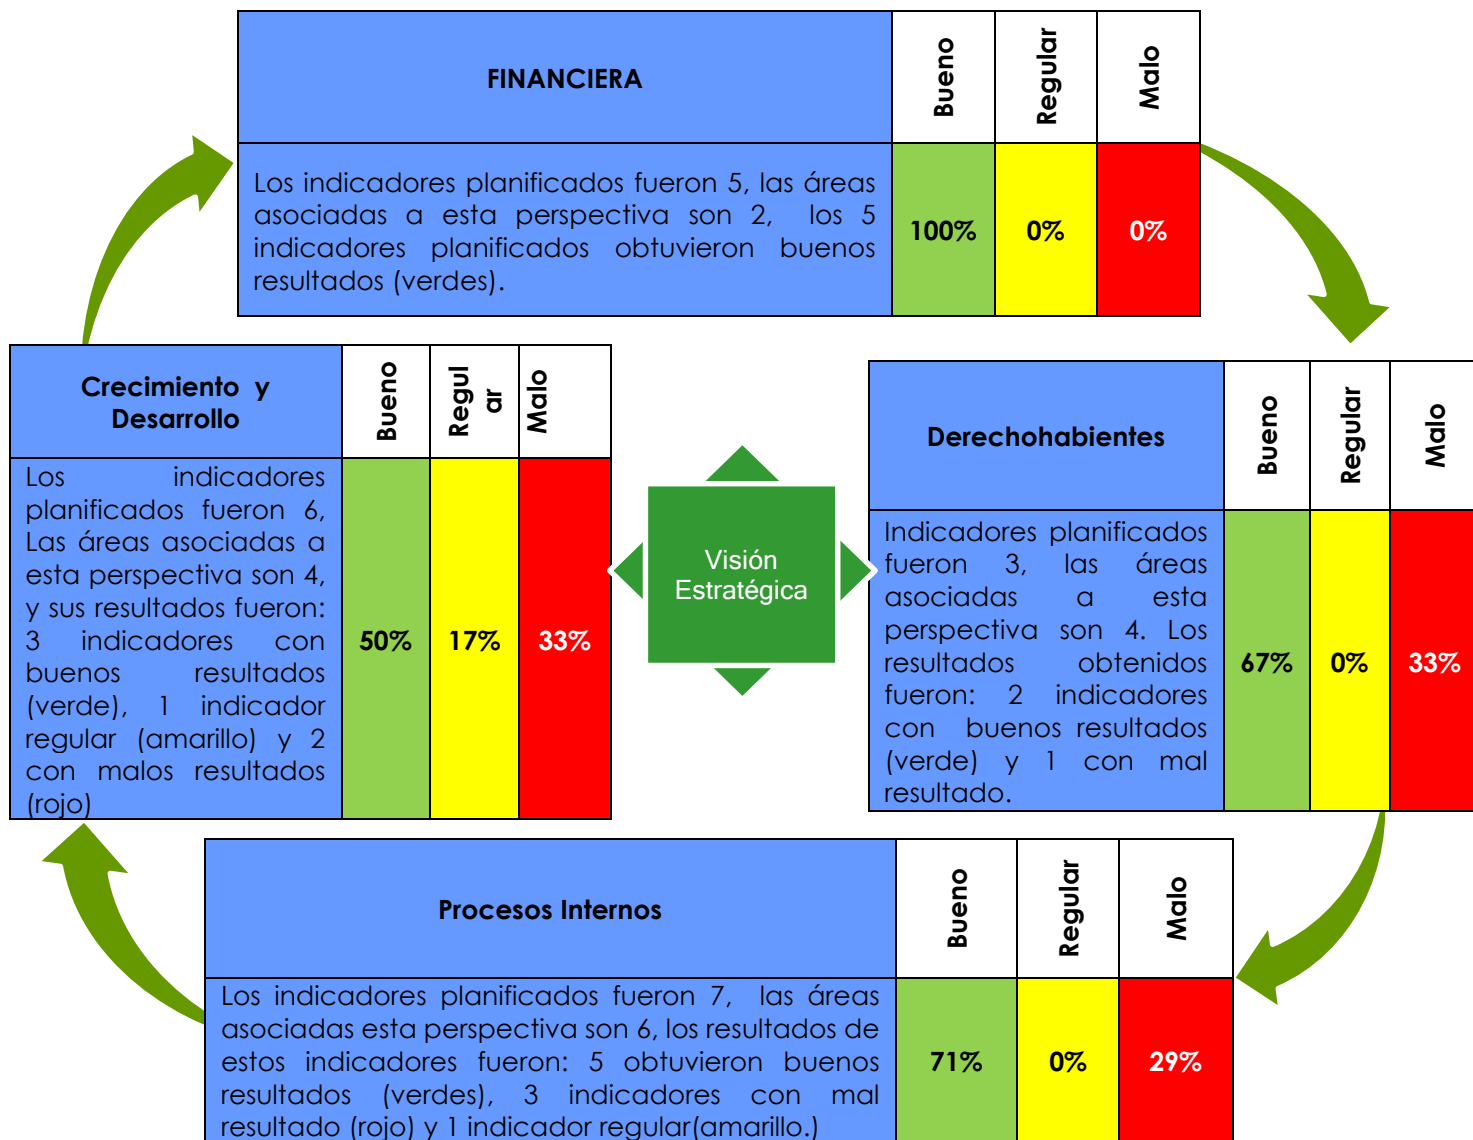 FINANCIERA
Bueno
Regular
Malo
Los indicadores planificados fueron 5, las áreas
asociadas a esta perspectiva son 2, los 5
indicadores planificados obtuvieron buenos
resultados (verdes).
100%
0%
0%
Crecimiento y
Desarrollo
Bueno
Regul
ar
Malo
Los indicadores
planificados fueron 6,
Las áreas asociadas a
esta perspectiva son 4,
y sus resultados fueron:
3 indicadores con
buenos resultados
(verde), 1 indicador
regular (amarillo) y 2
con malos resultados
(rojo)
50%
17%
33%
Visión
Estratégica
Derechohabientes
Bueno
Regular
Malo
Indicadores planificados
fueron 3, las áreas
asociadas a esta
perspectiva son 4. Los
resultados obtenidos
fueron: 2 indicadores
con buenos resultados
(verde) y 1 con mal
resultado.
67%
0%
33%
Procesos Internos
Bueno
Regular
Malo
Los indicadores planificados fueron 7, las áreas
asociadas esta perspectiva son 6, los resultados de
estos indicadores fueron: 5 obtuvieron buenos
resultados (verdes), 3 indicadores con mal
resultado (rojo) y 1 indicador regular(amarillo.)
71%
0%
29%